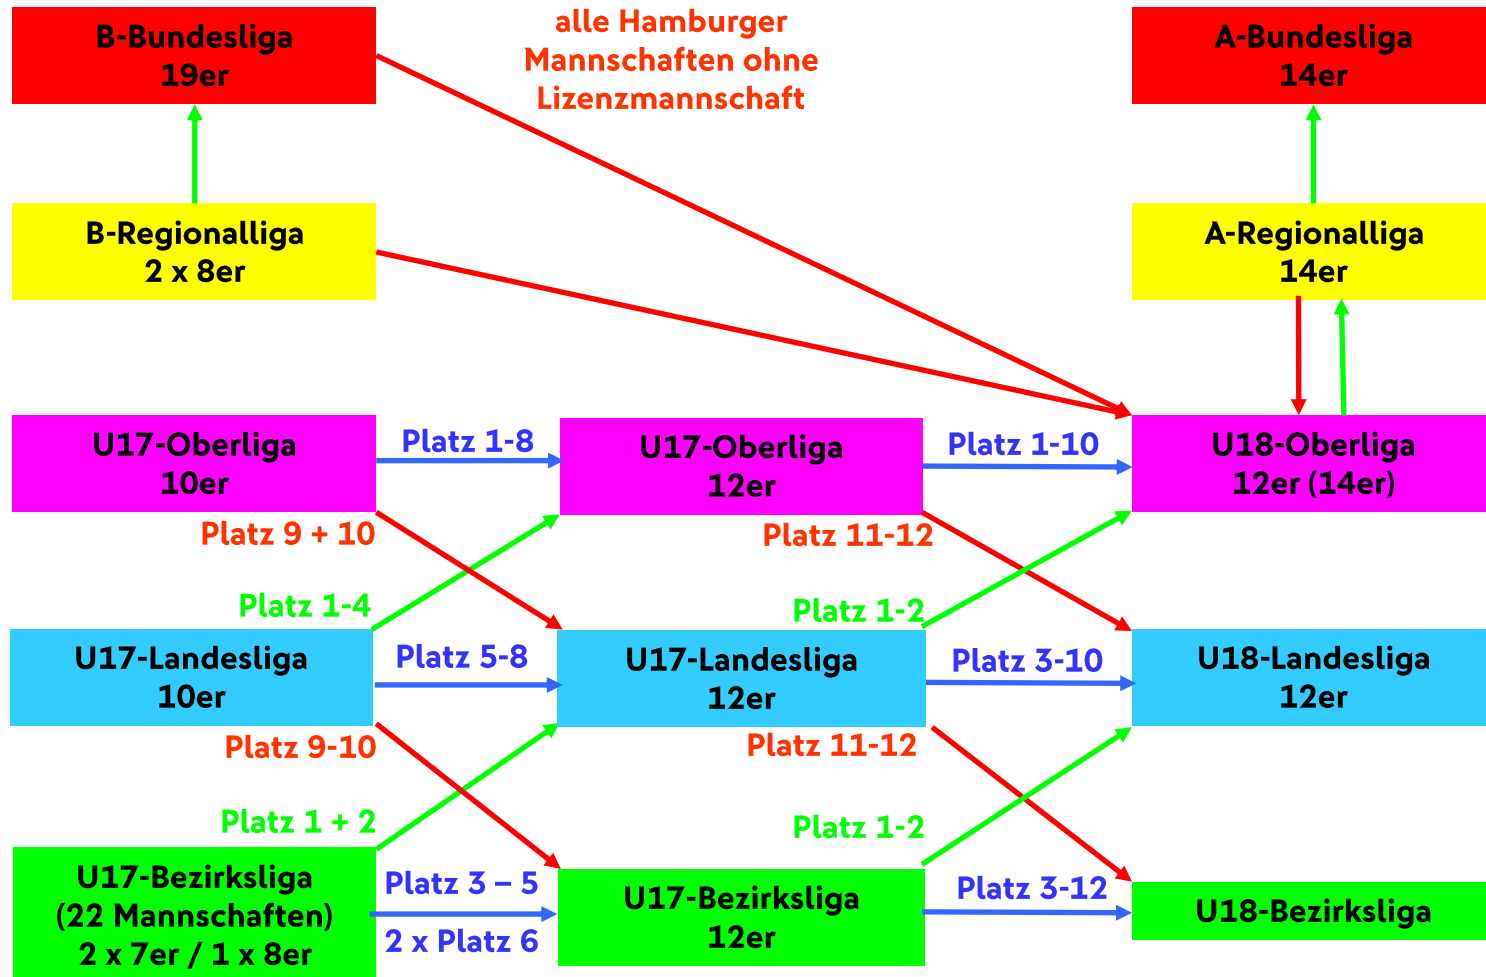 B-Bundesliga
19er
alle Hamburger
Mannschaften ohne
Lizenzmannschaft
A-Bundesliga
14er
B-Regionalliga
2 x 8er
A-Regionalliga
14er
U17-Oberliga
10er
Platz 1-8
U17-Oberliga
12er
Platz 1-10
U18-Oberliga
12er (14er)
Platz 9 + 10
Platz 11-12
Platz 1-4
Platz 1-2
U17-Landesliga
10er
Platz 5-8
U17-Landesliga
12er
Platz 3-10
U18-Landesliga
12er
Platz 9-10
Platz 11-12
Platz 1 + 2
Platz 1-2
U17-Bezirksliga
(22 Mannschaften)
2 x 7er / 1 x 8er
Platz 3 – 5
2 x Platz 6
U17-Bezirksliga
12er
Platz 3-12
U18-Bezirksliga